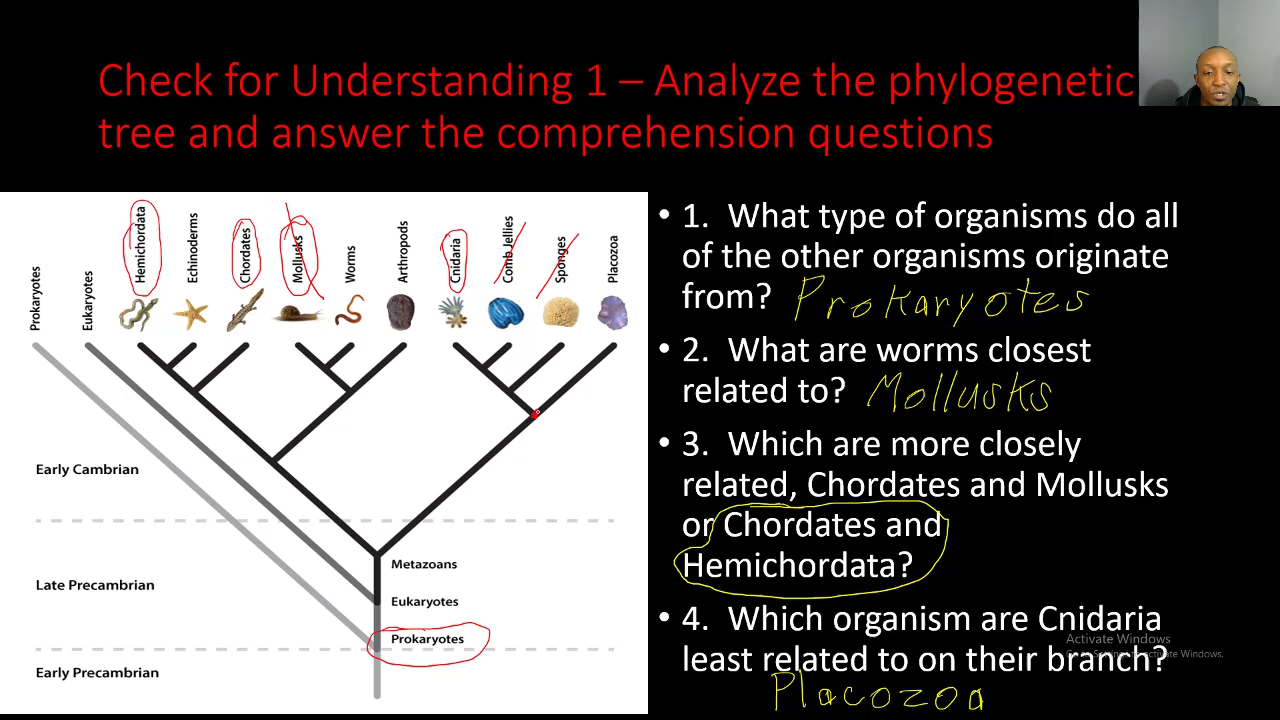 Check for Understanding 1 – Analyze the phylogenetic
tree and answer the comprehension questions
Prokaryotes
Eukaryotes
Hemichordata
Echinoderms
Chordates
Mollusks
Worms
Arthropods
Cnidaria
Comb Jellies
Sponges
Placozoa
Early Cambrian
Late Precambrian
Early Precambrian
Metazoans
Eukaryotes
Prokaryotes
• 1. What type of organisms do all
of the other organisms originate
from? Prokaryotes
• 2. What are worms closest
related to? Mollusks
• 3. Which are more closely
related, Chordates and Mollusks
or Chordates and
Hemichordata?
• 4. Which organism are Cnidaria
least related to on their branch?
Placozoa
Activate Windows
Go to Settings to activate Windows.